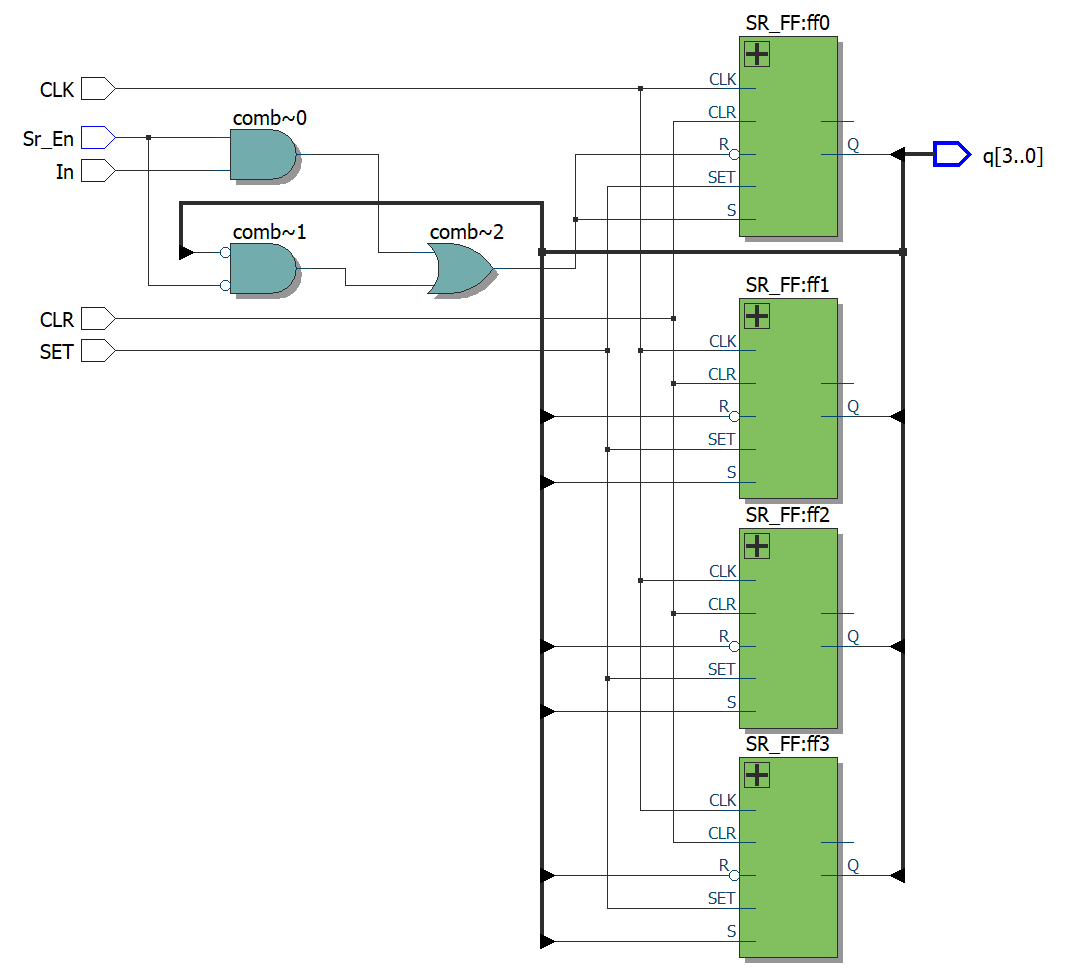 CLK
Sr_En
In
CLR
SET
comb~0
comb~1
comb~2
SR_FF:ff0
CLK
CLR
R
SET
S
Q
q[3..0]
SR_FF:ff1
CLK
CLR
R
SET
S
Q
SR_FF:ff2
CLK
CLR
R
SET
S
Q
SR_FF:ff3
CLK
CLR
R
SET
S
Q